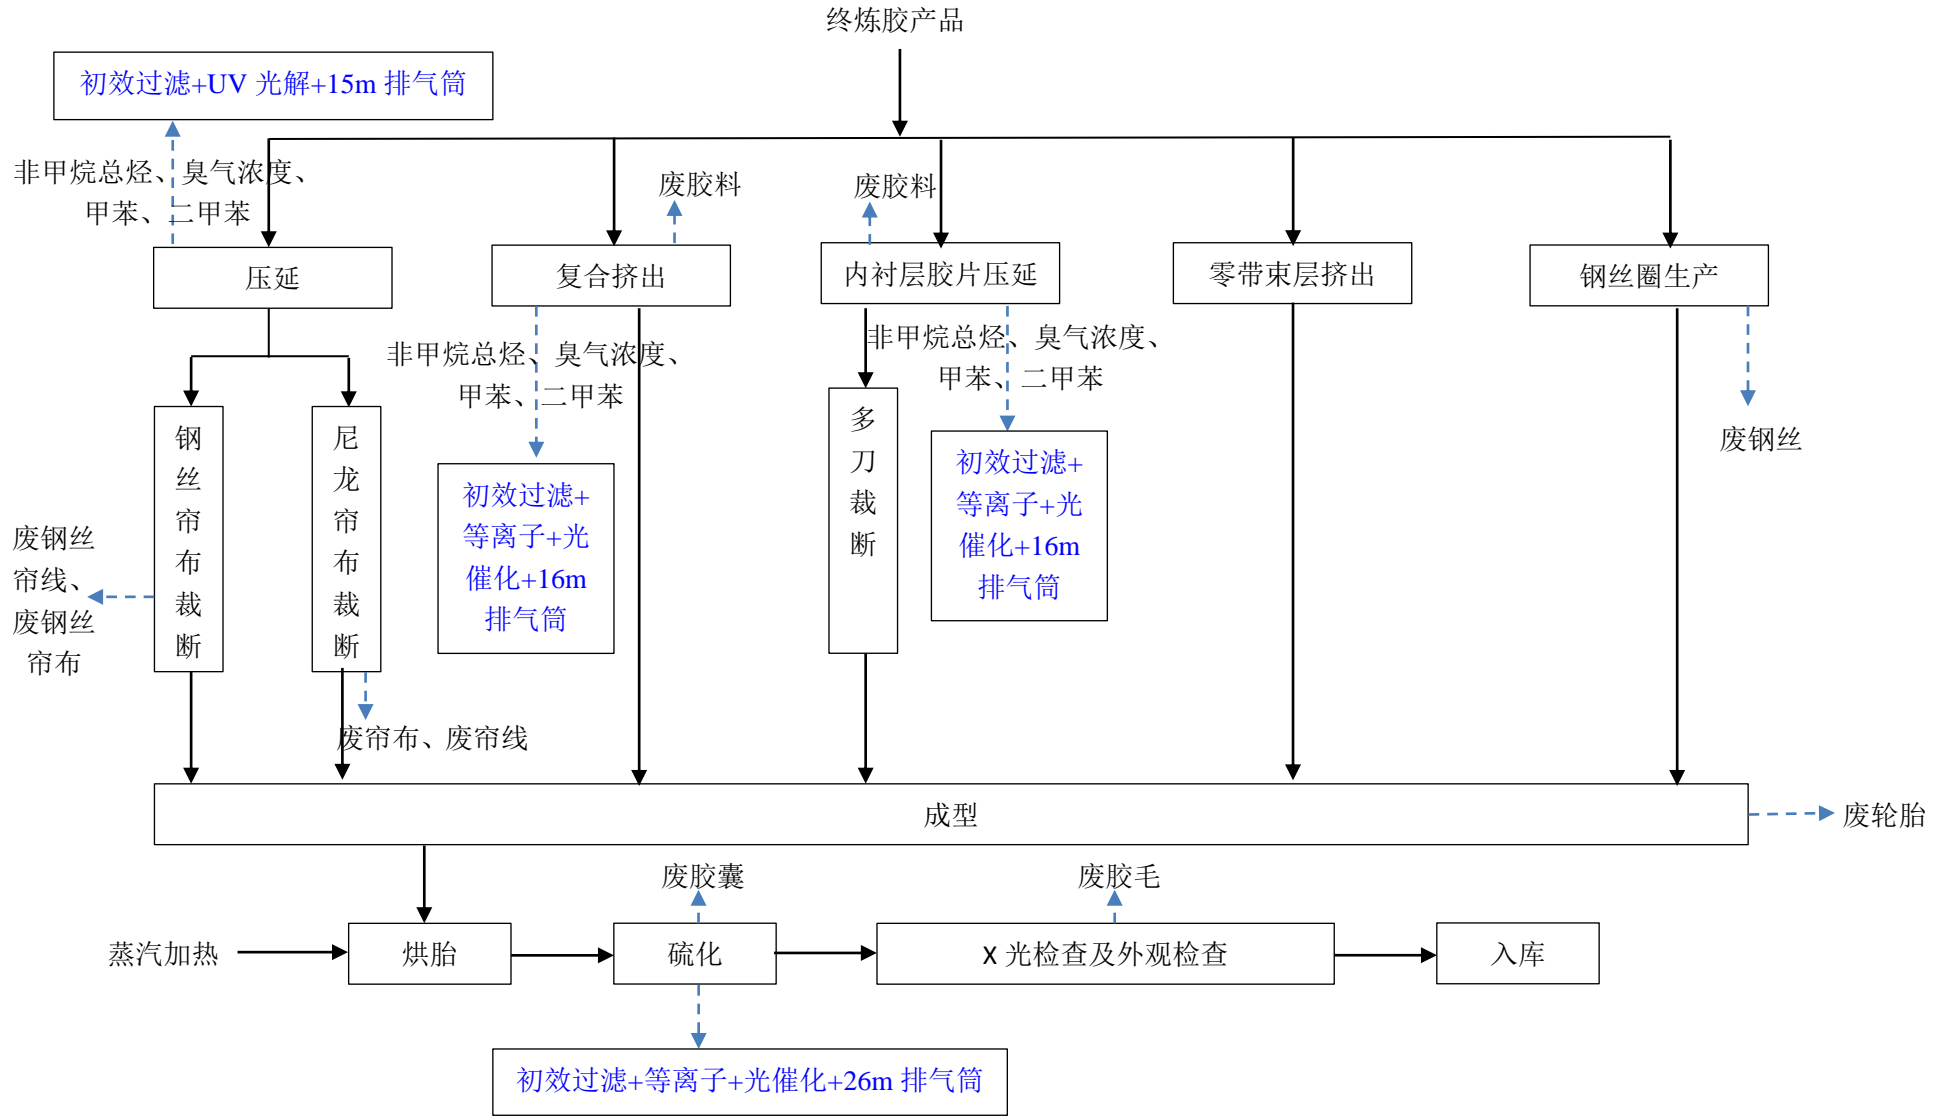 终炼胶产品
初效过滤+UV 光解+15m 排气筒
非甲烷总烃、臭气浓度、
甲苯、二甲苯
废胶料
废胶料
压延
复合挤出
内衬层胶片压延
零带束层挤出
钢丝圈生产
非甲烷总烃、臭气浓度、
甲苯、二甲苯
非甲烷总烃、臭气浓度、
甲苯、二甲苯
钢
丝
帘
布
裁
断
尼
龙
帘
布
裁
断
初效过滤+
等离子+光
催化+16m
排气筒
多
刀
裁
断
初效过滤+
等离子+光
催化+16m
排气筒
废钢丝
废钢丝
帘线、
废钢丝
帘布
废帘布、废帘线
成型
废轮胎
废胶囊
废胶毛
蒸汽加热
烘胎
硫化
X 光检查及外观检查
入库
初效过滤+等离子+光催化+26m 排气筒